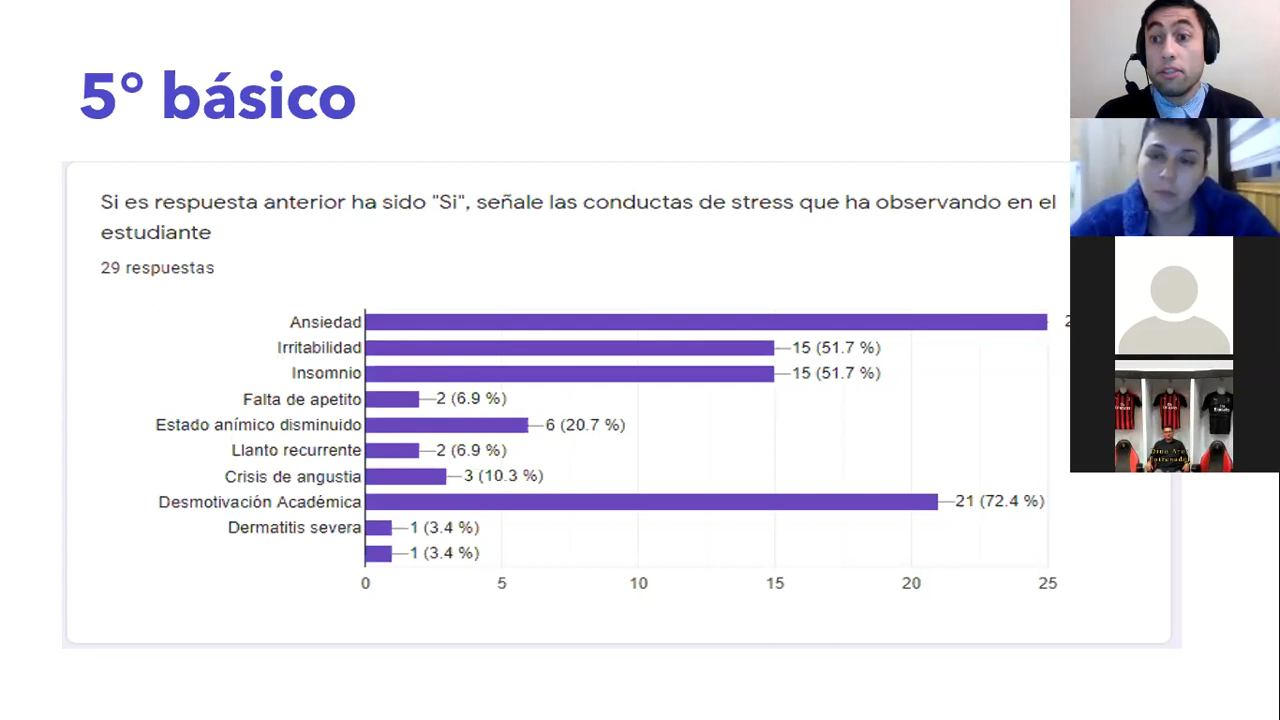 5° básico
Si es respuesta anterior ha sido "Si", señale las conductas de stress que ha observando en el
estudiante
29 respuestas
Ansiedad
Irritabilidad 15 (51.7 %)
Insomnio 15 (51.7 %)
Falta de apetito 2 (6.9 %)
Estado anímico disminuido 6 (20.7 %)
Llanto recurrente 2 (6.9 %)
Crisis de angustia 3 (10.3 %)
Desmotivación Académica 21 (72.4 %)
Dermatitis severa 1 (3.4 %)
1 (3.4 %)
0 5 10 15 20 25